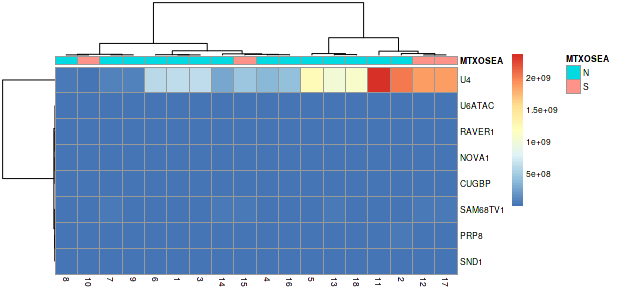 MTXOSEA
MTXOSEA
N
S
U4
U6ATAC
RAVER1
NOVA1
CUGBP
SAM68TV1
PRP8
SND1
2e+09
1.5e+09
1e+09
5e+08
8 10 7 9 6 1 3 14 15 4 16 5 13 18 11 2 12 17